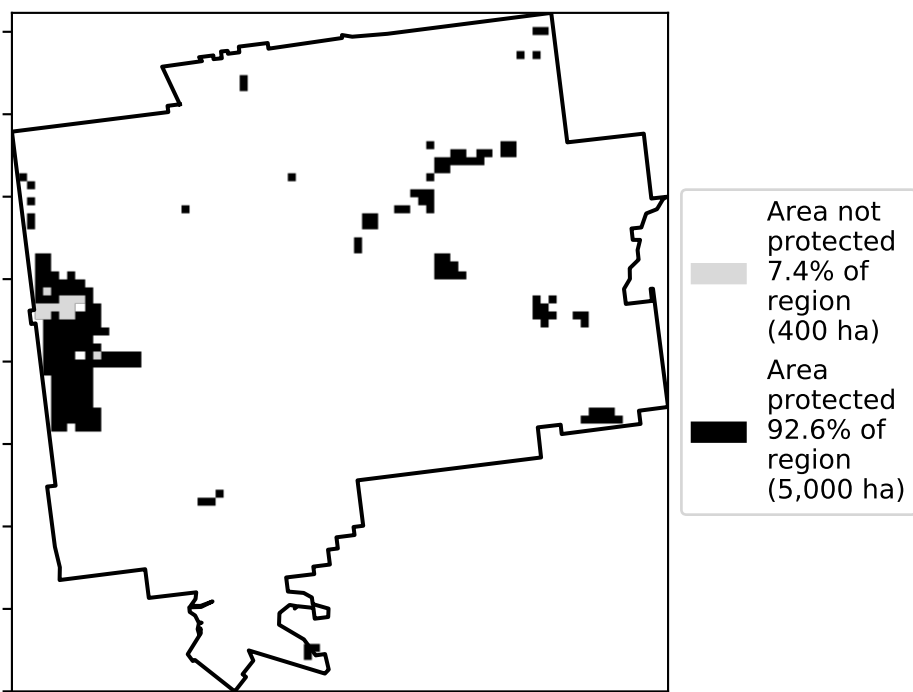 Area not
protected
7.4% of
region
(400 ha)
Area
protected
92.6% of
region
(5,000 ha)